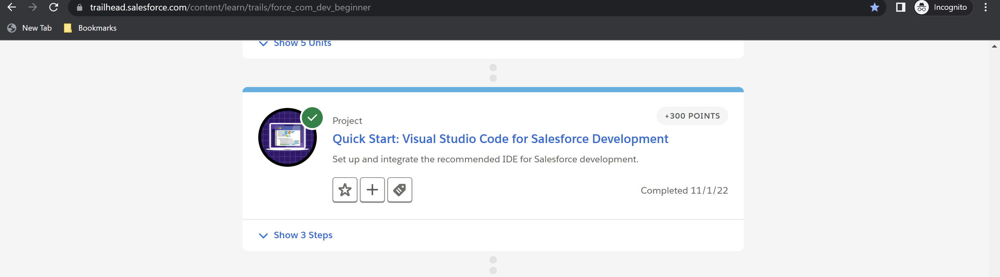 trailhead.salesforce.com/content/learn/trails/force_com_dev_beginner
Incognito
New Tab
Bookmarks
Show 5 Units
+300 POINTS
Project
Quick Start: Visual Studio Code for Salesforce Development
Set up and integrate the recommended IDE for Salesforce development.
Completed 11/1/22
Show 3 Steps